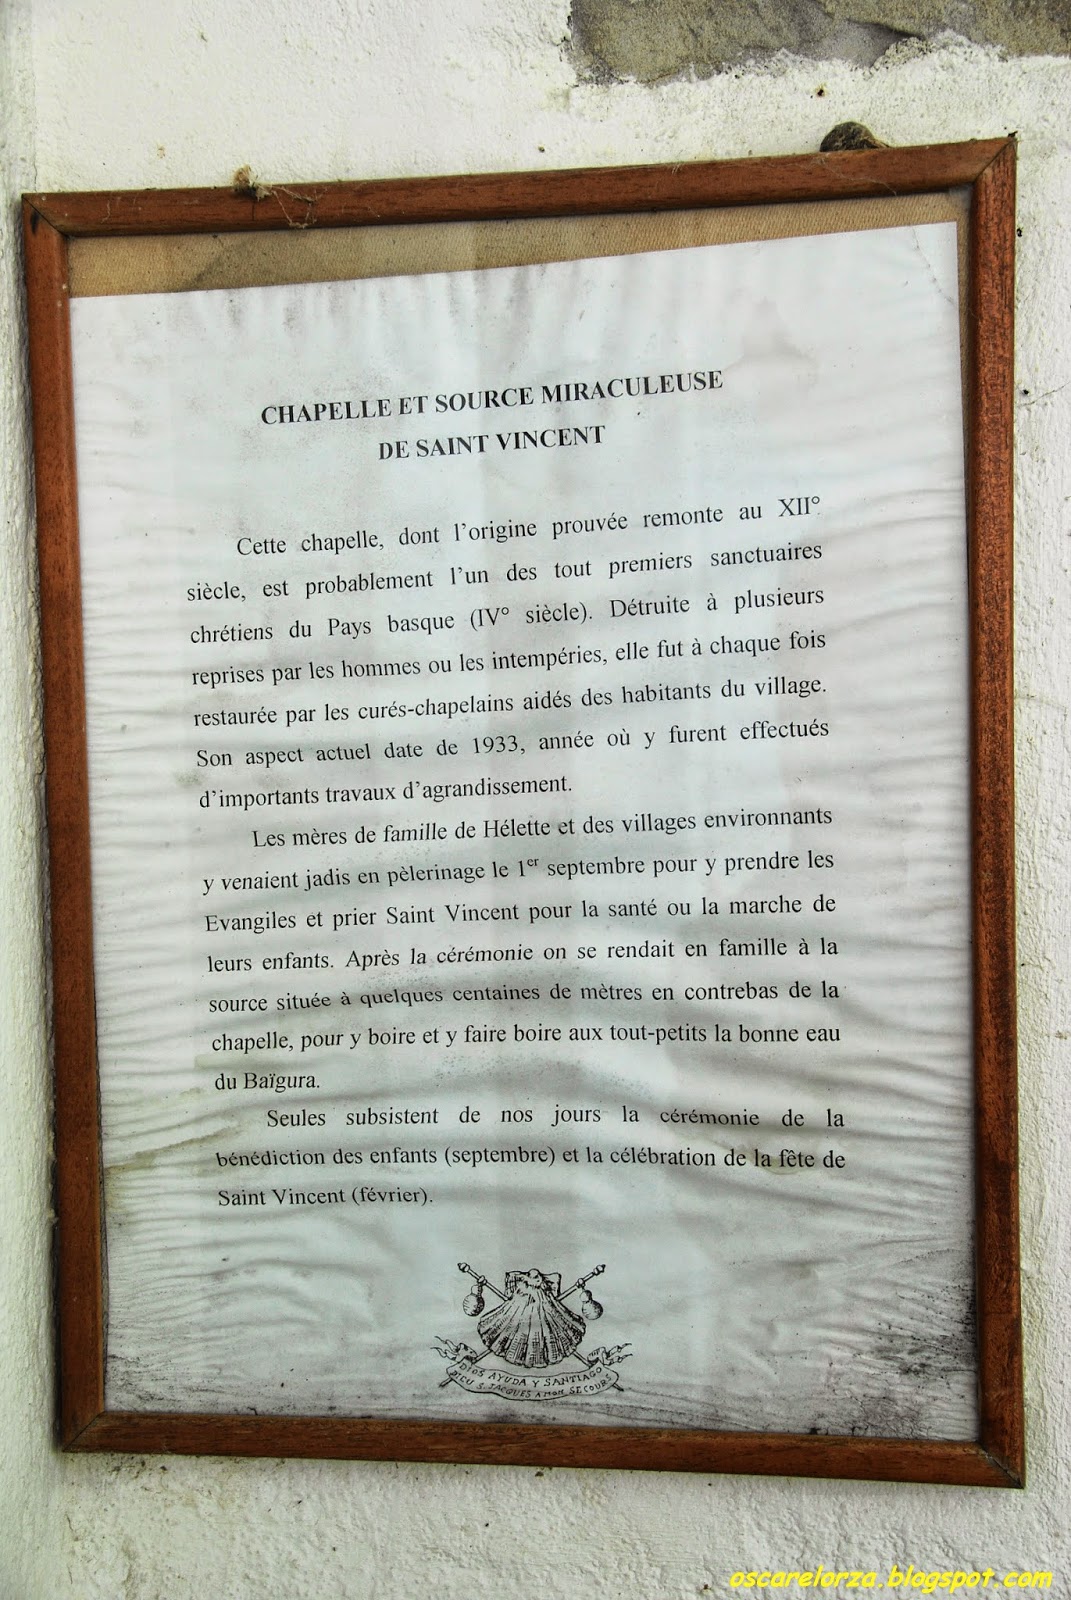 CHAPELLE ET SOURCE MIRACULEUSE
DE SAINT VINCENT
Cette chapelle, dont l'origine prouvée remonte au XII°
siècle, est probablement l'un des tout premiers sanctuaires
chrétiens du Pays basque (IV° siècle). Détruite à plusieurs
reprises par les hommes ou les intempéries, elle fut à chaque fois
restaurée par les curés-chapelains aidés des habitants du village.
Son aspect actuel date de 1933, année où y furent effectués
d'importants travaux d'agrandissement.
Les mères de famille de Hélette et des villages environnants
y venaient jadis en pèlerinage le 1er septembre pour y prendre les
Evangiles et prier Saint Vincent pour la santé ou la marche de
leurs enfants. Après la cérémonie on se rendait en famille à la
source située à quelques centaines de mètres en contrebas de la
chapelle, pour y boire et y faire boire aux tout-petits la bonne eau
du Baïgura.
Seules subsistent de nos jours la cérémonie de la
bénédiction des enfants (septembre) et la célébration de la fête de
Saint Vincent (février).
DIOS AYUDA Y SANTIAGO
DIEU S. JACQUES A MON SECOURS
oscarelorza.blogspot.com